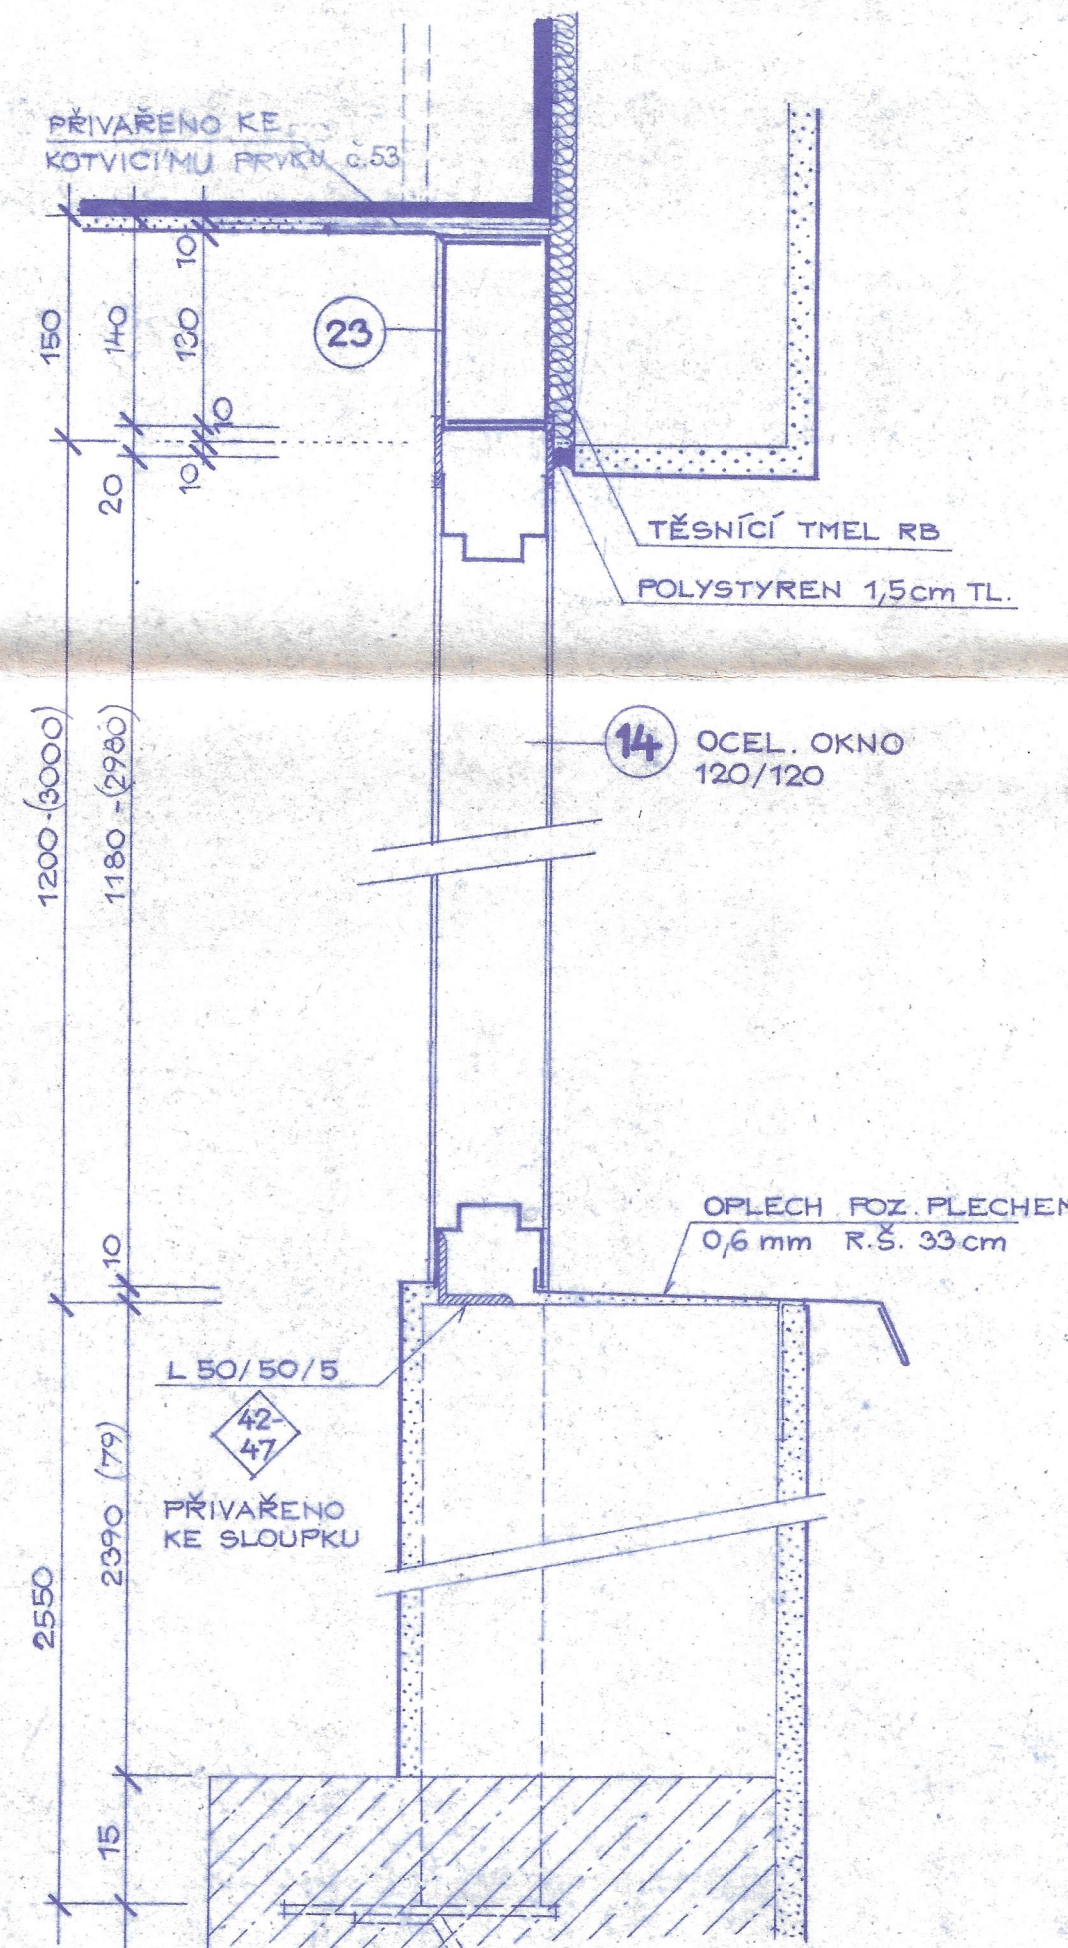 PŘIVAŘENO KE
KOTVICÍMU PRVKU č.53
10
150
140
130
23
10
20
10
TĚSNÍCÍ TMEL RB
POLYSTYREN 1,5cm TL.
1200-(3000)
1180-(2980)
14 OCEL. OKNO
120/120
OPLECH POZ. PLECHEM
0,6 mm R.Š. 33 cm
10
L 50/50/5
42-
47
PŘIVAŘENO
KE SLOUPKU
2390 (79)
2550
15